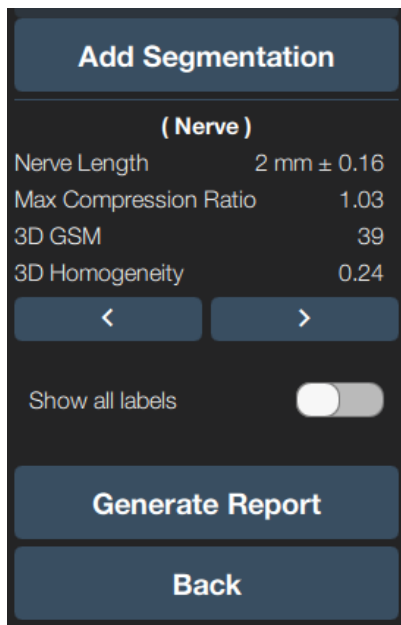 Add Segmentation
( Nerve )
Nerve Length 2 mm ± 0.16
Max Compression Ratio 1.03
3D GSM 39
3D Homogeneity 0.24
< >
Show all labels
Generate Report
Back